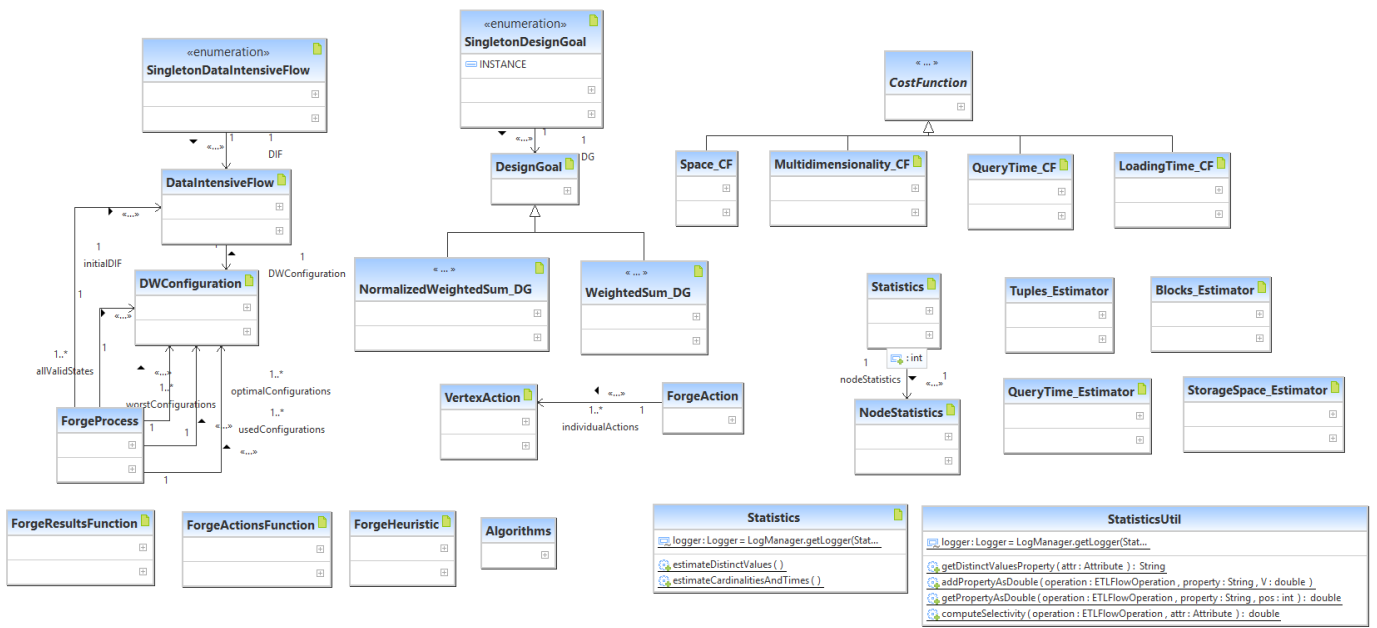 «enumeration»
SingletonDataIntensiveFlow
«enumeration»
SingletonDesignGoal
INSTANCE
« ... »
CostFunction
1
«...»
1
DIF
1
«...»
1
DG
Space_CF
Multidimensionality_CF
QueryTime_CF
LoadingTime_CF
DataIntensiveFlow
DesignGoal
«...»
1
initialDIF
1
1
DWConfiguration
DWConfiguration
«...»
1
1..*
allValidStates
« ... »
NormalizedWeightedSum_DG
« ... »
WeightedSum_DG
Statistics
: int
1
nodeStatistics
1
«...»
NodeStatistics
Tuples_Estimator
Blocks_Estimator
QueryTime_Estimator
StorageSpace_Estimator
«...»
1..*
worstConfigurations
1..*
optimalConfigurations
1..*
usedConfigurations
«...»
«...»
ForgeProcess
1
1
1
VertexAction
«...»
1..*
1
individualActions
ForgeAction
ForgeResultsFunction
ForgeActionsFunction
ForgeHeuristic
Algorithms
Statistics
logger : Logger = LogManager.getLogger(Stat...
estimateDistinctValues ( )
estimateCardinalitiesAndTimes ( )
StatisticsUtil
logger : Logger = LogManager.getLogger(Stat...
getDistinctValuesProperty ( attr : Attribute ) : String
addPropertyAsDouble ( operation : ETLFlowOperation , property : String , V : double )
getPropertyAsDouble ( operation : ETLFlowOperation , property : String , pos : int ) : double
computeSelectivity ( operation : ETLFlowOperation , attr : Attribute ) : double